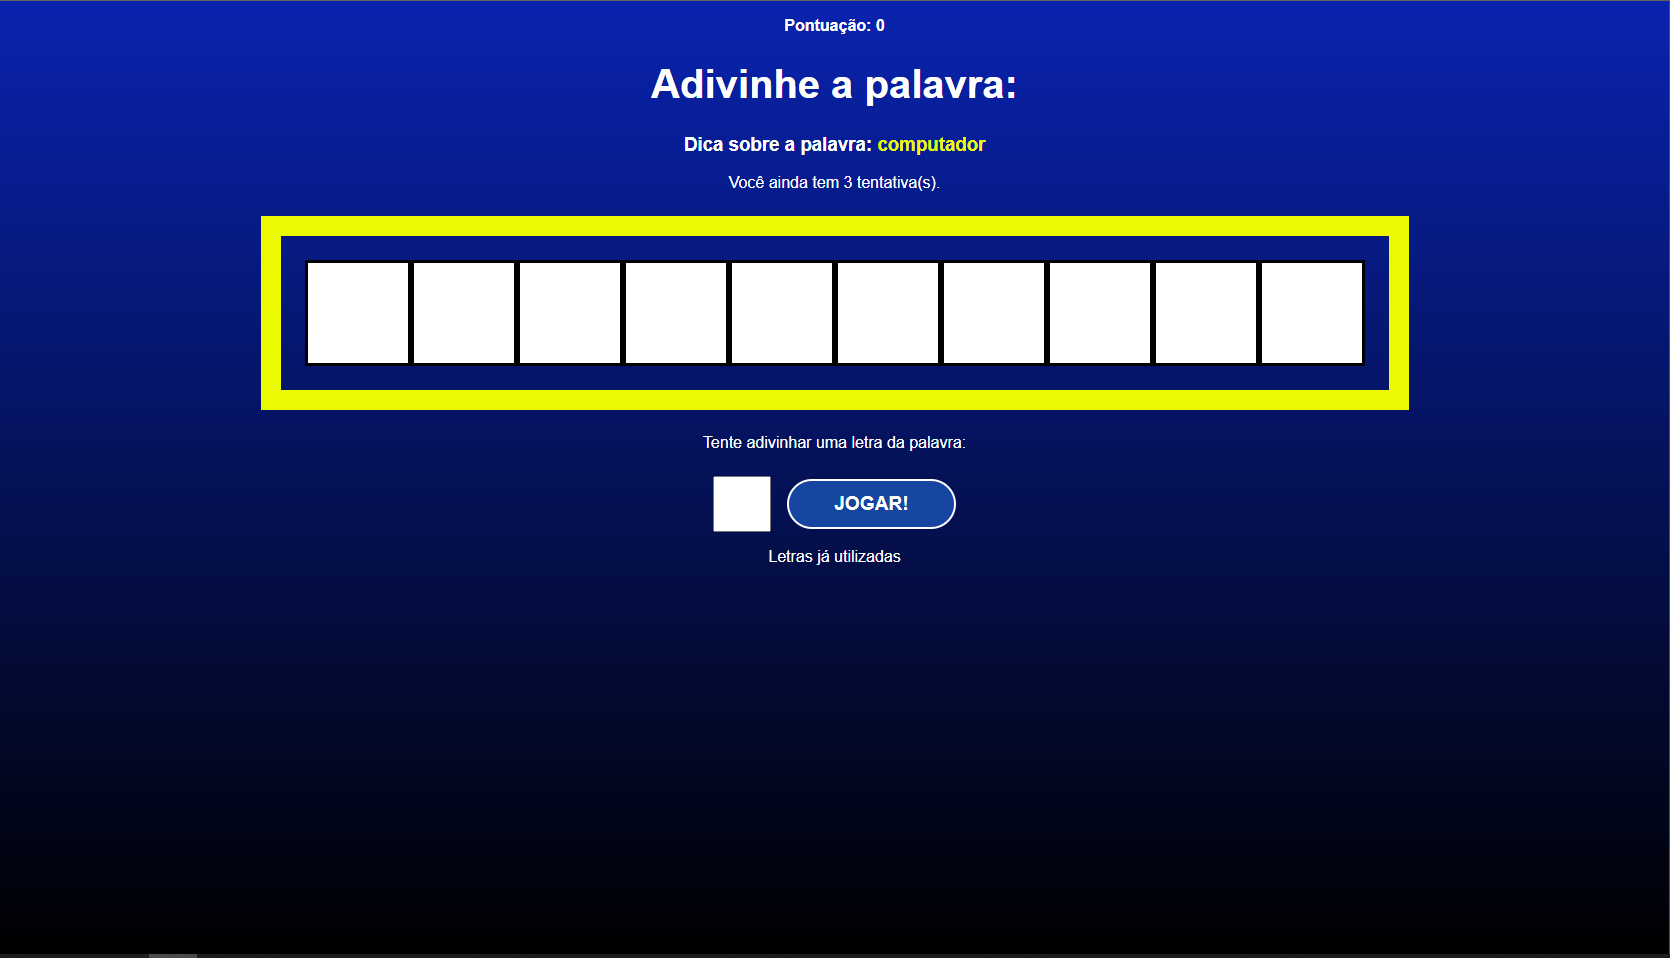 Pontuação: 0
Adivinhe a palavra:
Dica sobre a palavra: computador
Você ainda tem 3 tentativa(s).
Tente adivinhar uma letra da palavra:
JOGAR!
Letras já utilizadas